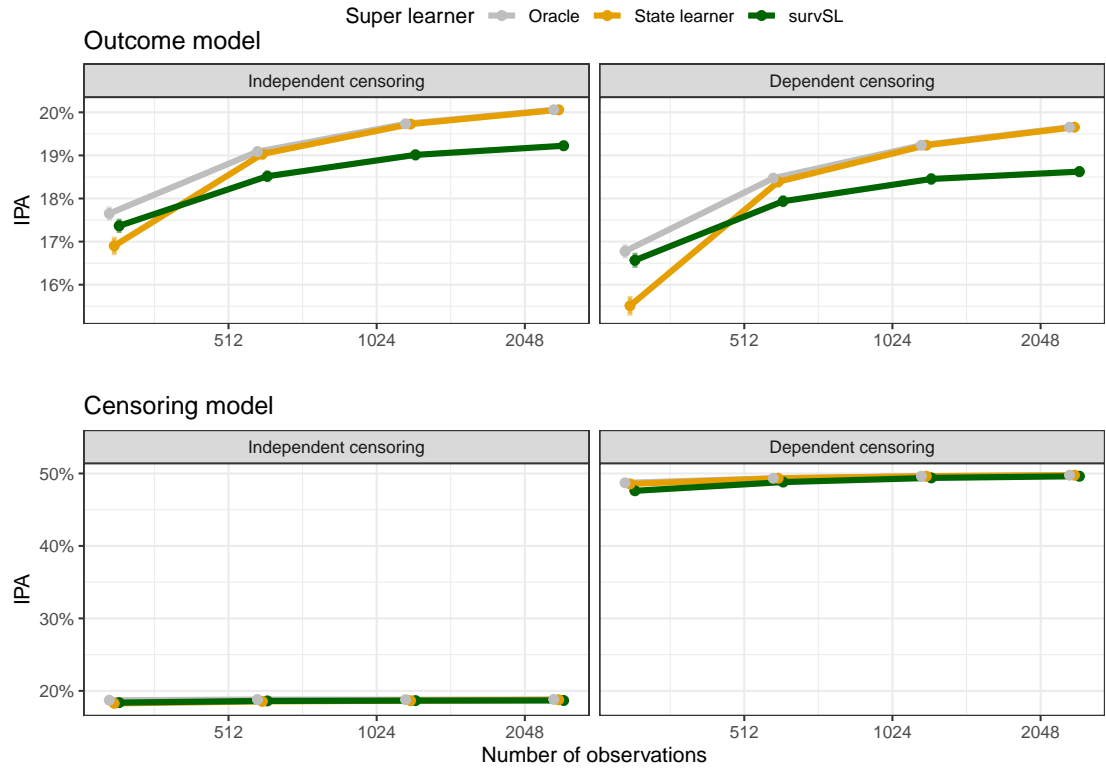 Super learner Oracle State learner survSL
Outcome model
Independent censoring Dependent censoring
20%
19%
18%
17%
16%
IPA
512 1024 2048 512 1024 2048
Censoring model
Independent censoring Dependent censoring
50%
40%
30%
20%
IPA
512 1024 2048 512 1024 2048
Number of observations